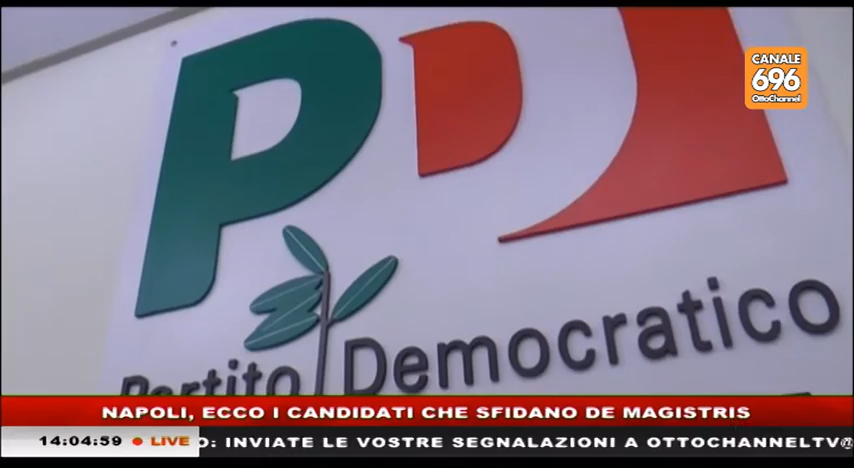 CANALE
696
OttoChannel
PD
Partito Democratico
NAPOLI, ECCO I CANDIDATI CHE SFIDANO DE MAGISTRIS
14:04:59 LIVE O: INVIATE LE VOSTRE SEGNALAZIONI A OTTOCHANNELTV@